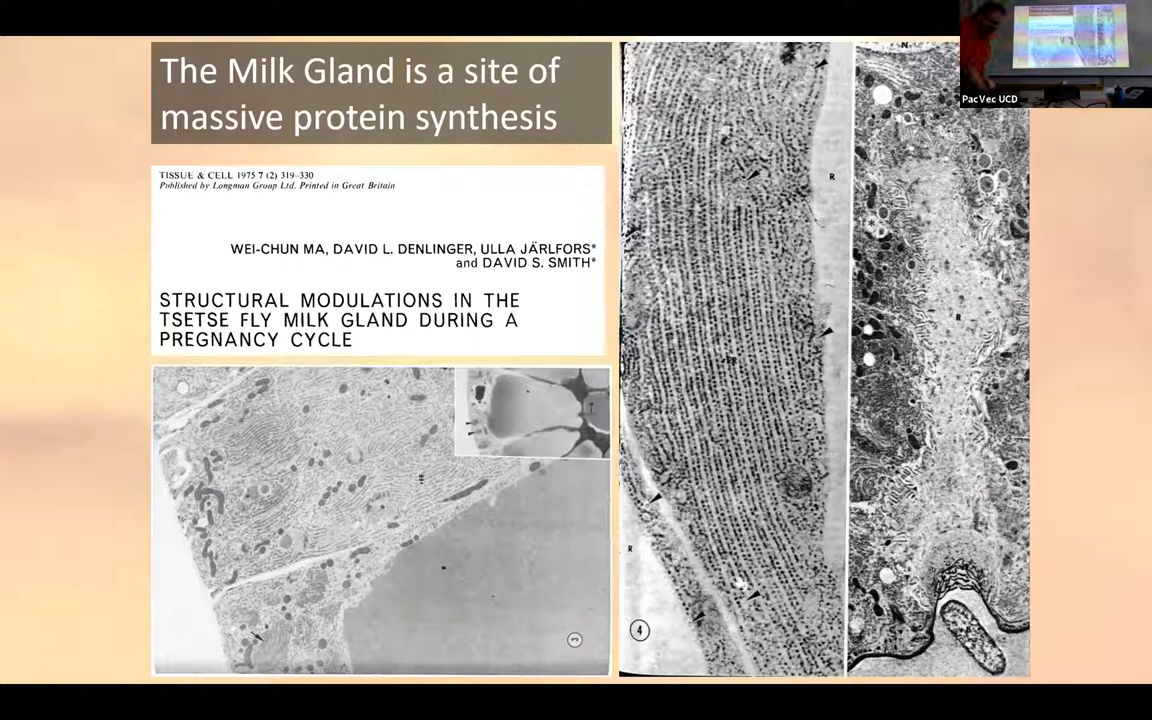 The Milk Gland is a site of
massive protein synthesis
TISSUE & CELL 1975 7 (2) 319–330
Published by Longman Group Ltd. Printed in Great Britain
WEI-CHUN MA, DAVID L. DENLINGER, ULLA JÄRLFORS*
and DAVID S. SMITH*
STRUCTURAL MODULATIONS IN THE
TSETSE FLY MILK GLAND DURING A
PREGNANCY CYCLE
3
R
ER
R
4
N
*
R
PacVec UCD